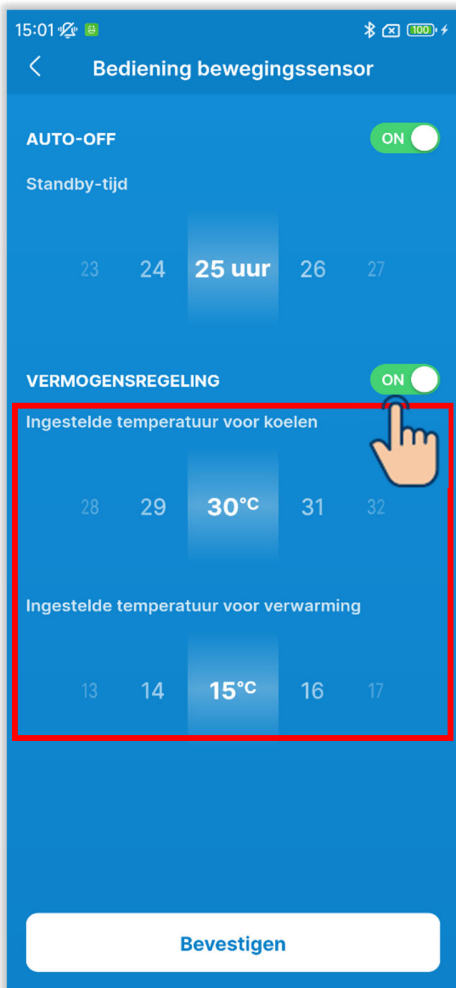 15:01
100
Bediening bewegingssensor
AUTO-OFF
ON
Standby-tijd
23 24 25 uur 26 27
VERMOGENSREGELING
ON
Ingestelde temperatuur voor koelen
28 29 30°C 31 32
Ingestelde temperatuur voor verwarming
13 14 15°C 16 17
Bevestigen